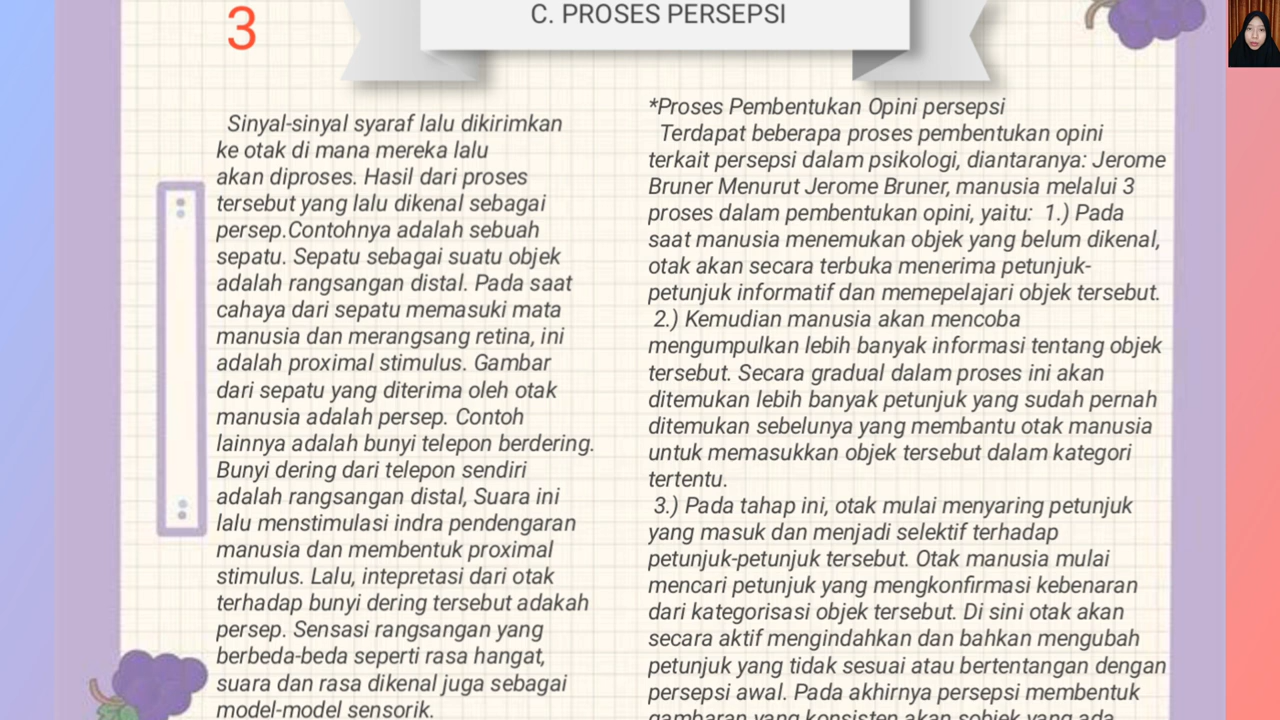 3
C. PROSES PERSEPSI
Sinyal-sinyal syaraf lalu dikirimkan
ke otak di mana mereka lalu
akan diproses. Hasil dari proses
tersebut yang lalu dikenal sebagai
persep.Contohnya adalah sebuah
sepatu. Sepatu sebagai suatu objek
adalah rangsangan distal. Pada saat
cahaya dari sepatu memasuki mata
manusia dan merangsang retina, ini
adalah proximal stimulus. Gambar
dari sepatu yang diterima oleh otak
manusia adalah persep. Contoh
lainnya adalah bunyi telepon berdering.
Bunyi dering dari telepon sendiri
adalah rangsangan distal, Suara ini
lalu menstimulasi indra pendengaran
manusia dan membentuk proximal
stimulus. Lalu, intepretasi dari otak
terhadap bunyi dering tersebut adakah
persep. Sensasi rangsangan yang
berbeda-beda seperti rasa hangat,
suara dan rasa dikenal juga sebagai
model-model sensorik.
*Proses Pembentukan Opini persepsi
Terdapat beberapa proses pembentukan opini
terkait persepsi dalam psikologi, diantaranya: Jerome
Bruner Menurut Jerome Bruner, manusia melalui 3
proses dalam pembentukan opini, yaitu: 1.) Pada
saat manusia menemukan objek yang belum dikenal,
otak akan secara terbuka menerima petunjuk-
petunjuk informatif dan memepelajari objek tersebut.
2.) Kemudian manusia akan mencoba
mengumpulkan lebih banyak informasi tentang objek
tersebut. Secara gradual dalam proses ini akan
ditemukan lebih banyak petunjuk yang sudah pernah
ditemukan sebelunya yang membantu otak manusia
untuk memasukkan objek tersebut dalam kategori
tertentu.
3.) Pada tahap ini, otak mulai menyaring petunjuk
yang masuk dan menjadi selektif terhadap
petunjuk-petunjuk tersebut. Otak manusia mulai
mencari petunjuk yang mengkonfirmasi kebenaran
dari kategorisasi objek tersebut. Di sini otak akan
secara aktif mengindahkan dan bahkan mengubah
petunjuk yang tidak sesuai atau bertentangan dengan
persepsi awal. Pada akhirnya persepsi membentuk
gambaran yang konsisten akan sobjek yang ada